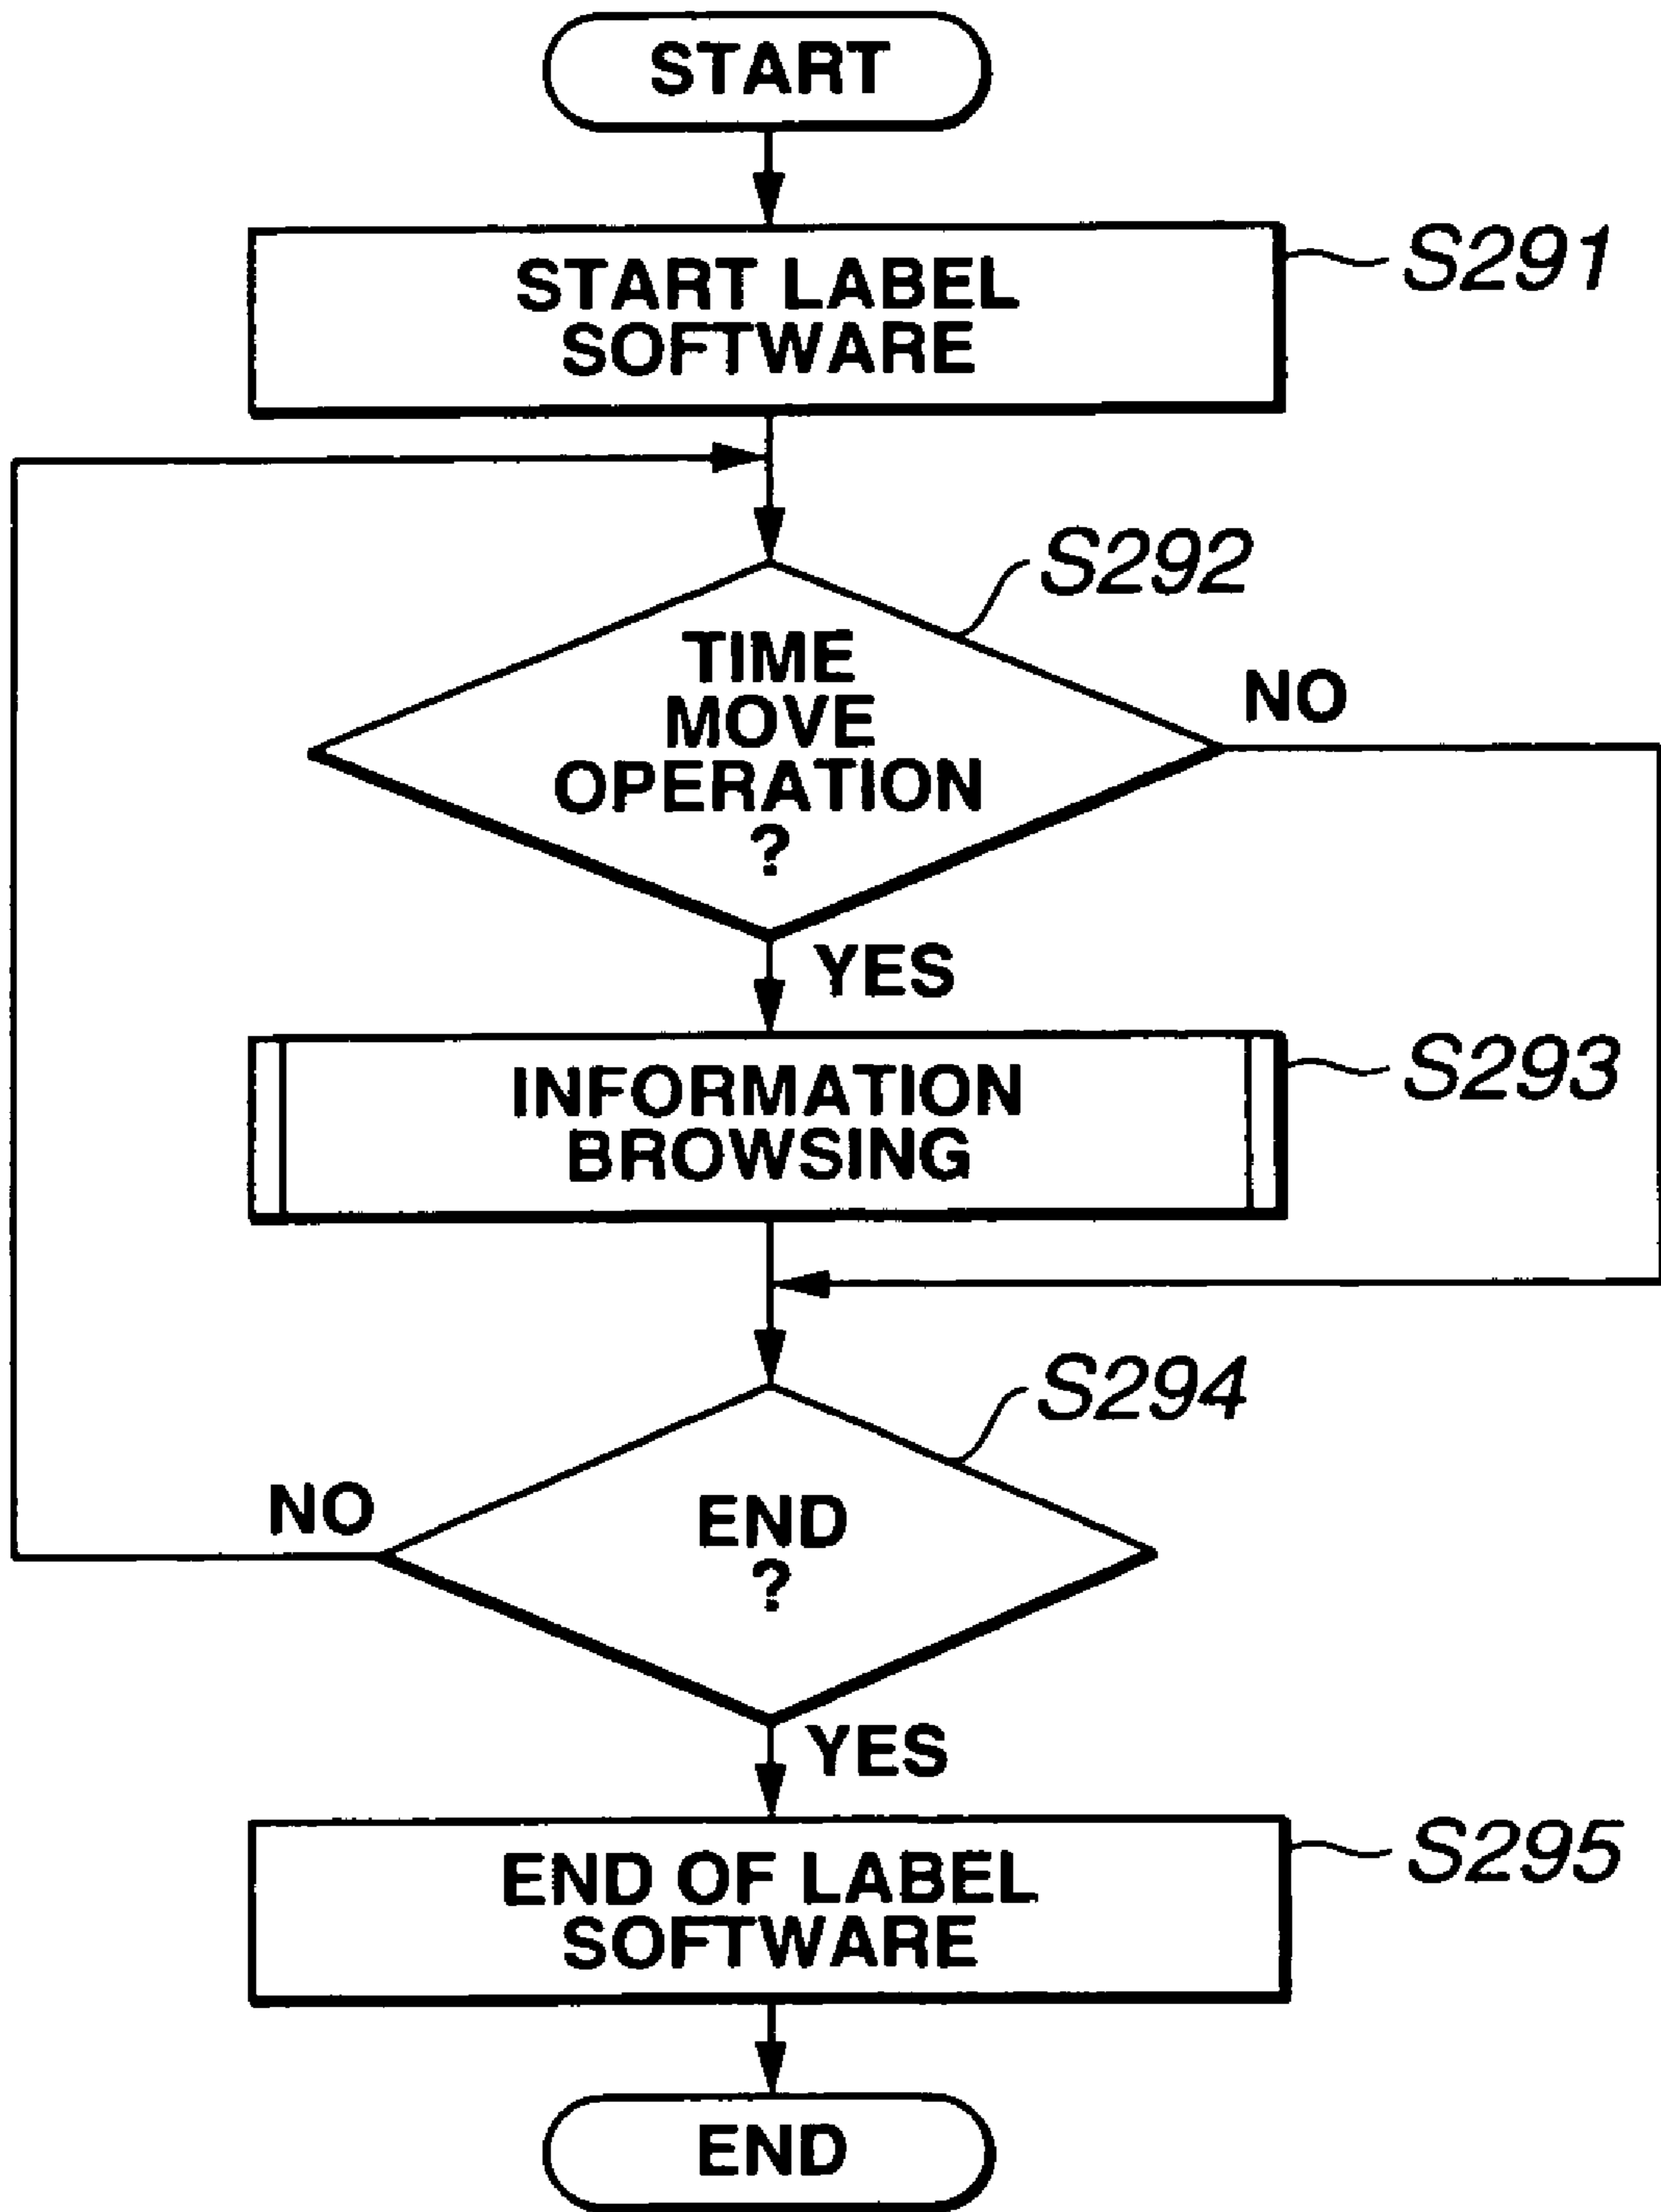 START
START LABEL
SOFTWARE
S291
S292
TIME
MOVE
OPERATION
?
NO
YES
INFORMATION
BROWSING
S293
S294
END
?
NO
YES
END OF LABEL
SOFTWARE
S295
END